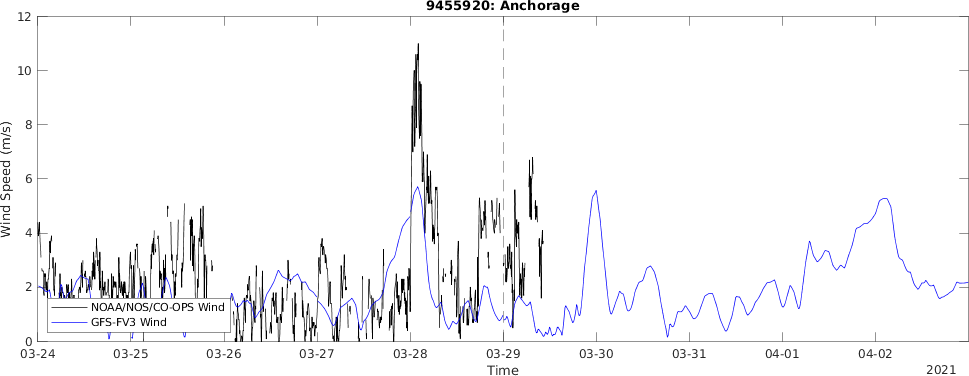 9455920: Anchorage
12
10
8
6
4
2
0
Wind Speed (m/s)
NOAA/NOS/CO-OPS Wind
GFS-FV3 Wind
03-24 03-25 03-26 03-27 03-28 03-29 03-30 03-31 04-01 04-02
Time
2021